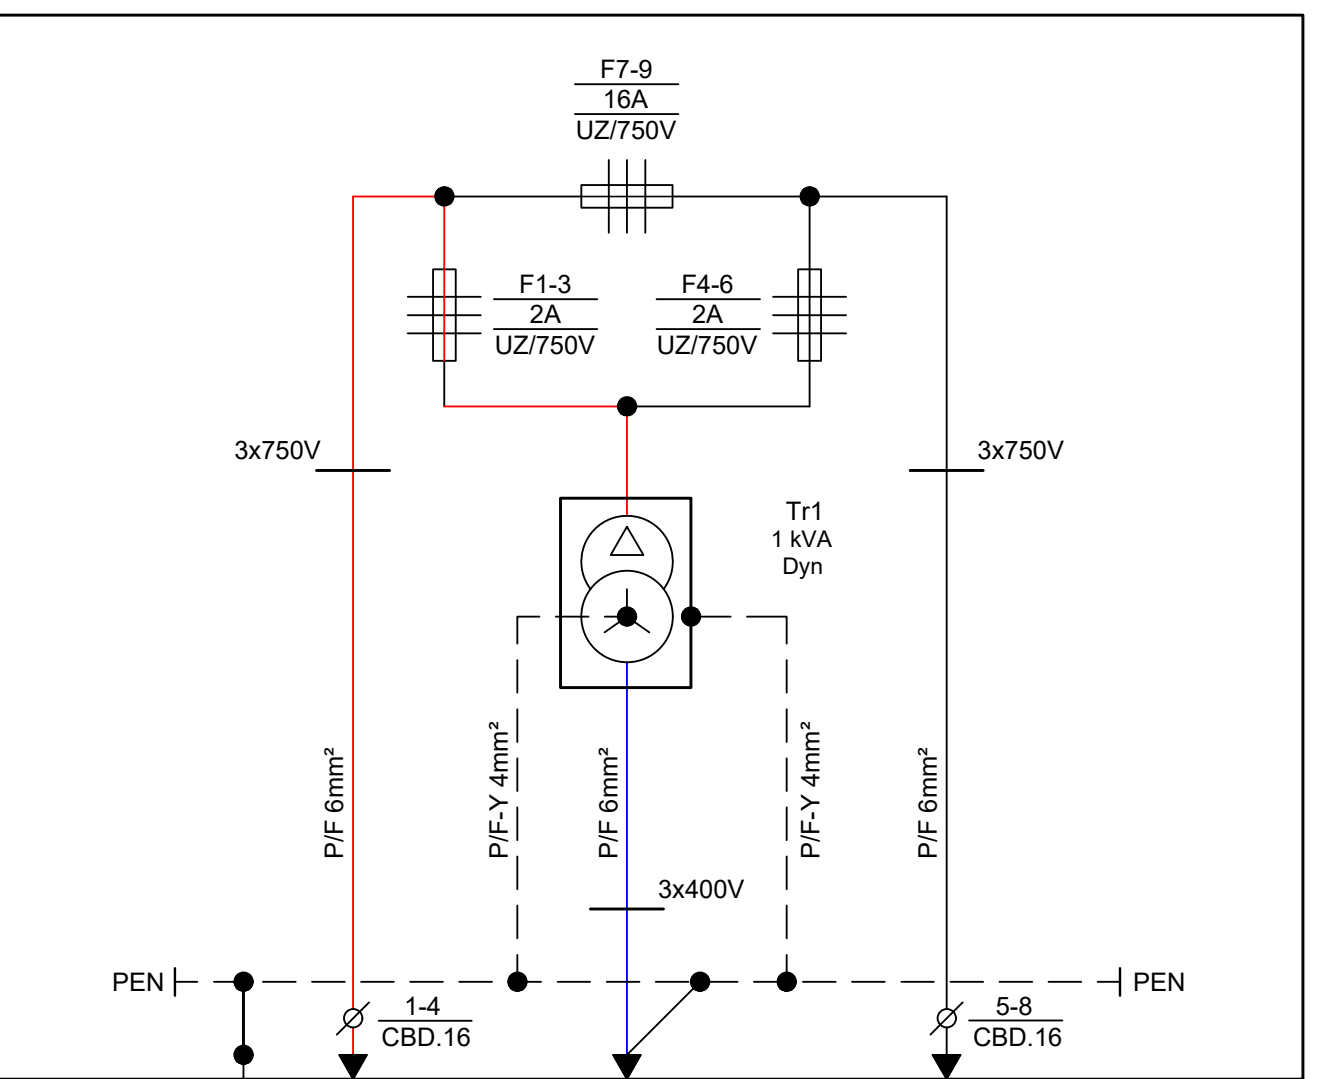 F7-9
16A
UZ/750V
F1-3
2A
UZ/750V
F4-6
2A
UZ/750V
3x750V
3x750V
Tr1
1 kVA
Dyn
P/F 6mm²
P/F-Y 4mm²
P/F 6mm²
P/F-Y 4mm²
P/F 6mm²
3x400V
PEN
PEN
1-4
CBD.16
5-8
CBD.16